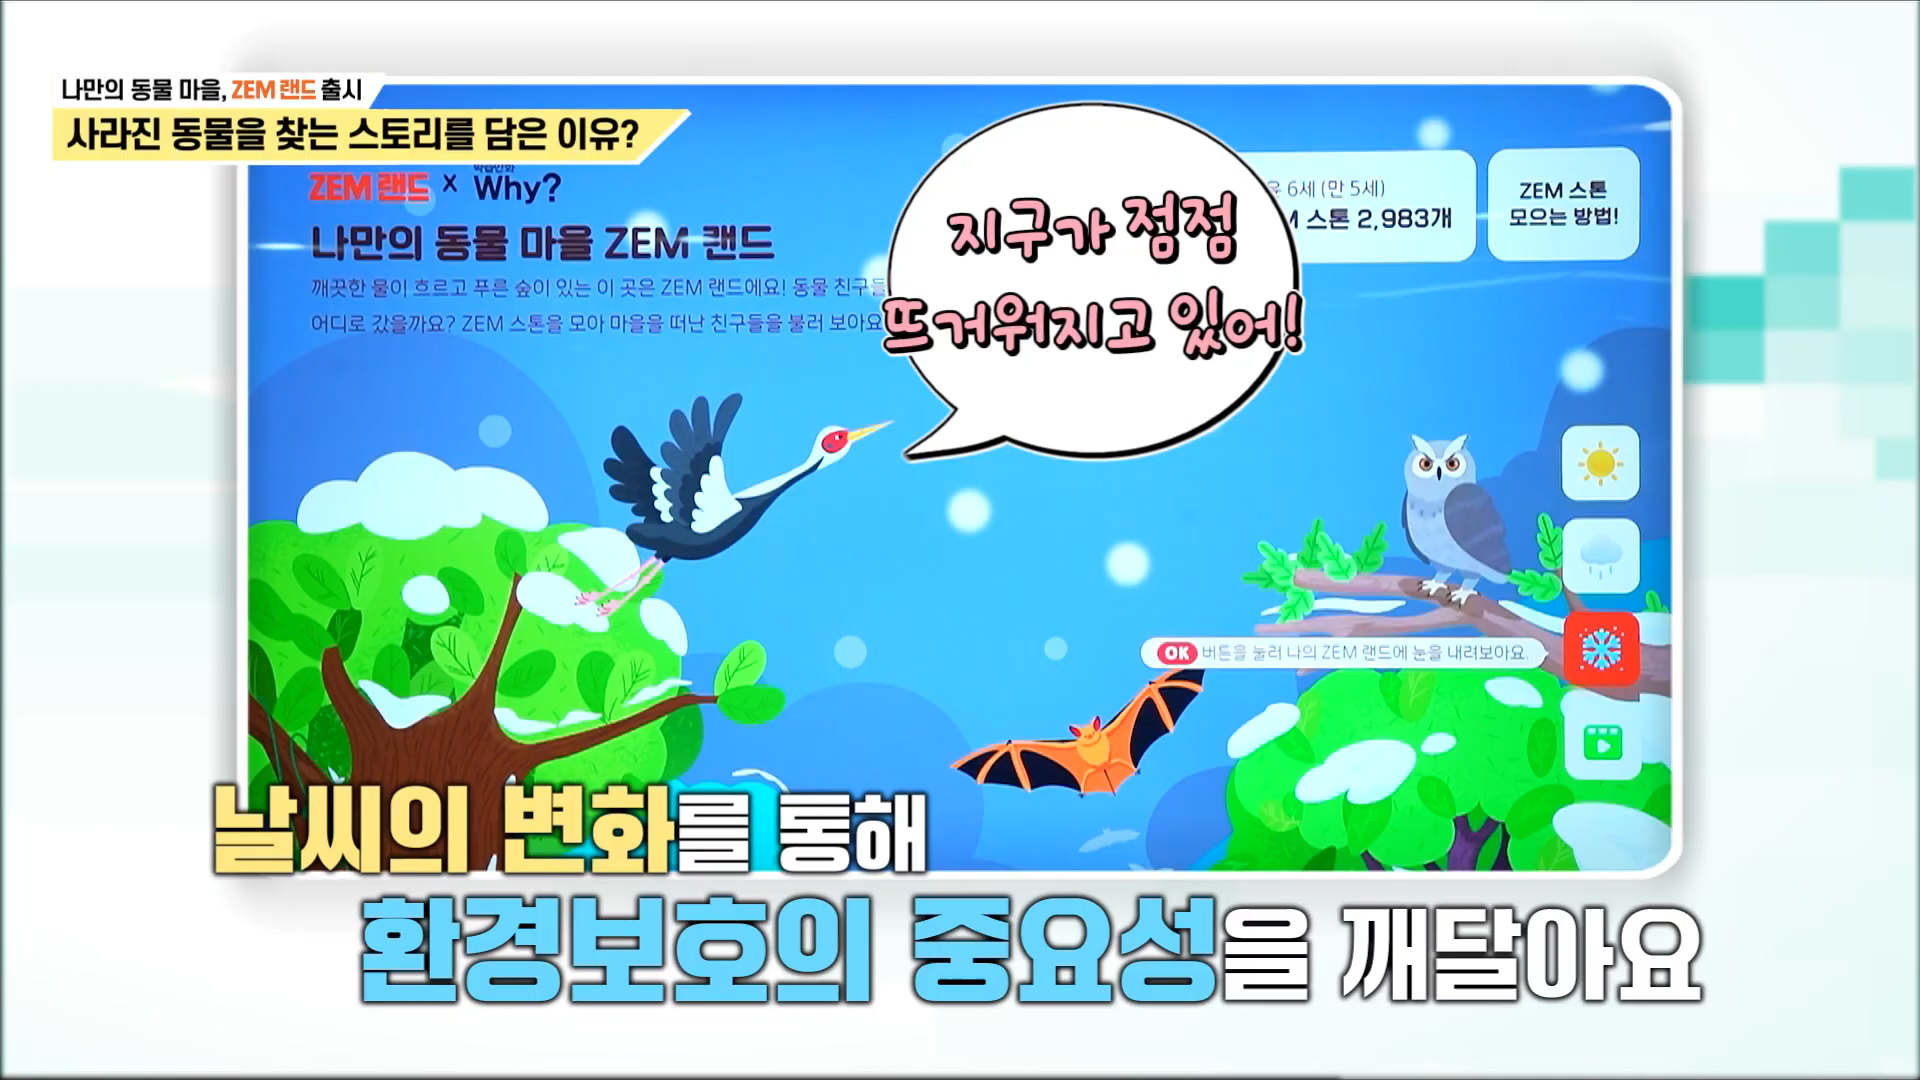 나만의 동물 마을, ZEM 랜드 출시
사라진 동물을 찾는 스토리를 담은 이유?
ZEM 랜드 x Why?
나만의 동물 마을 ZEM 랜드
깨끗한 물이 흐르고 푸른 숲이 있는 이 곳은 ZEM 랜드에요! 동물 친구들
어디로 갔을까요? ZEM 스톤을 모아 마을을 떠난 친구들을 불러 보아요
지구가 점점
뜨거워지고 있어!
6세 (만 5세)
스톤 2,983개
ZEM 스톤
모으는 방법!
OK 버튼을 눌러 나의 ZEM 랜드에 눈을 내려보아요.
날씨의 변화를 통해
환경보호의 중요성을 깨달아요